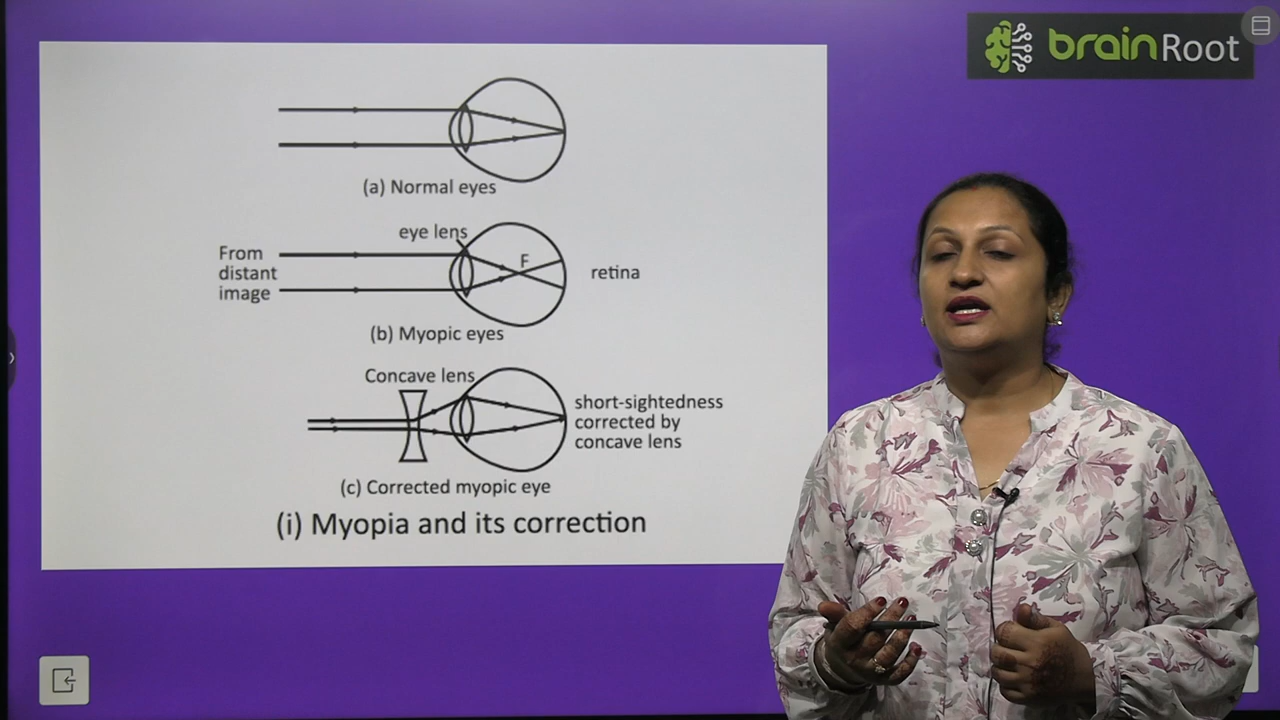 brainRoot
(a) Normal eyes
eye lens
From
distant
image
F
retina
(b) Myopic eyes
Concave lens
short-sightedness
corrected by
concave lens
(c) Corrected myopic eye
(i) Myopia and its correction